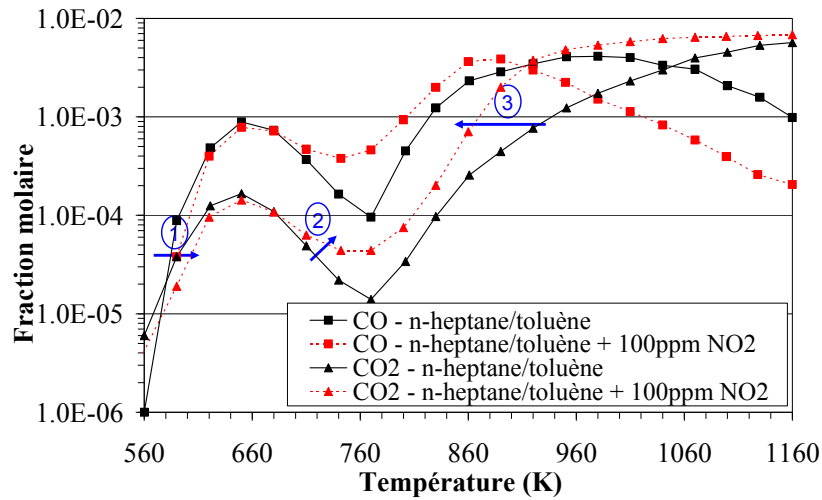 1.0E-02
1.0E-03
1.0E-04
1.0E-05
1.0E-06
Fraction molaire
1
2
3
CO - n-heptane/toluène
CO - n-heptane/toluène + 100ppm NO2
CO2 - n-heptane/toluène
CO2 - n-heptane/toluène + 100ppm NO2
560 660 760 860 960 1060 1160
Température (K)